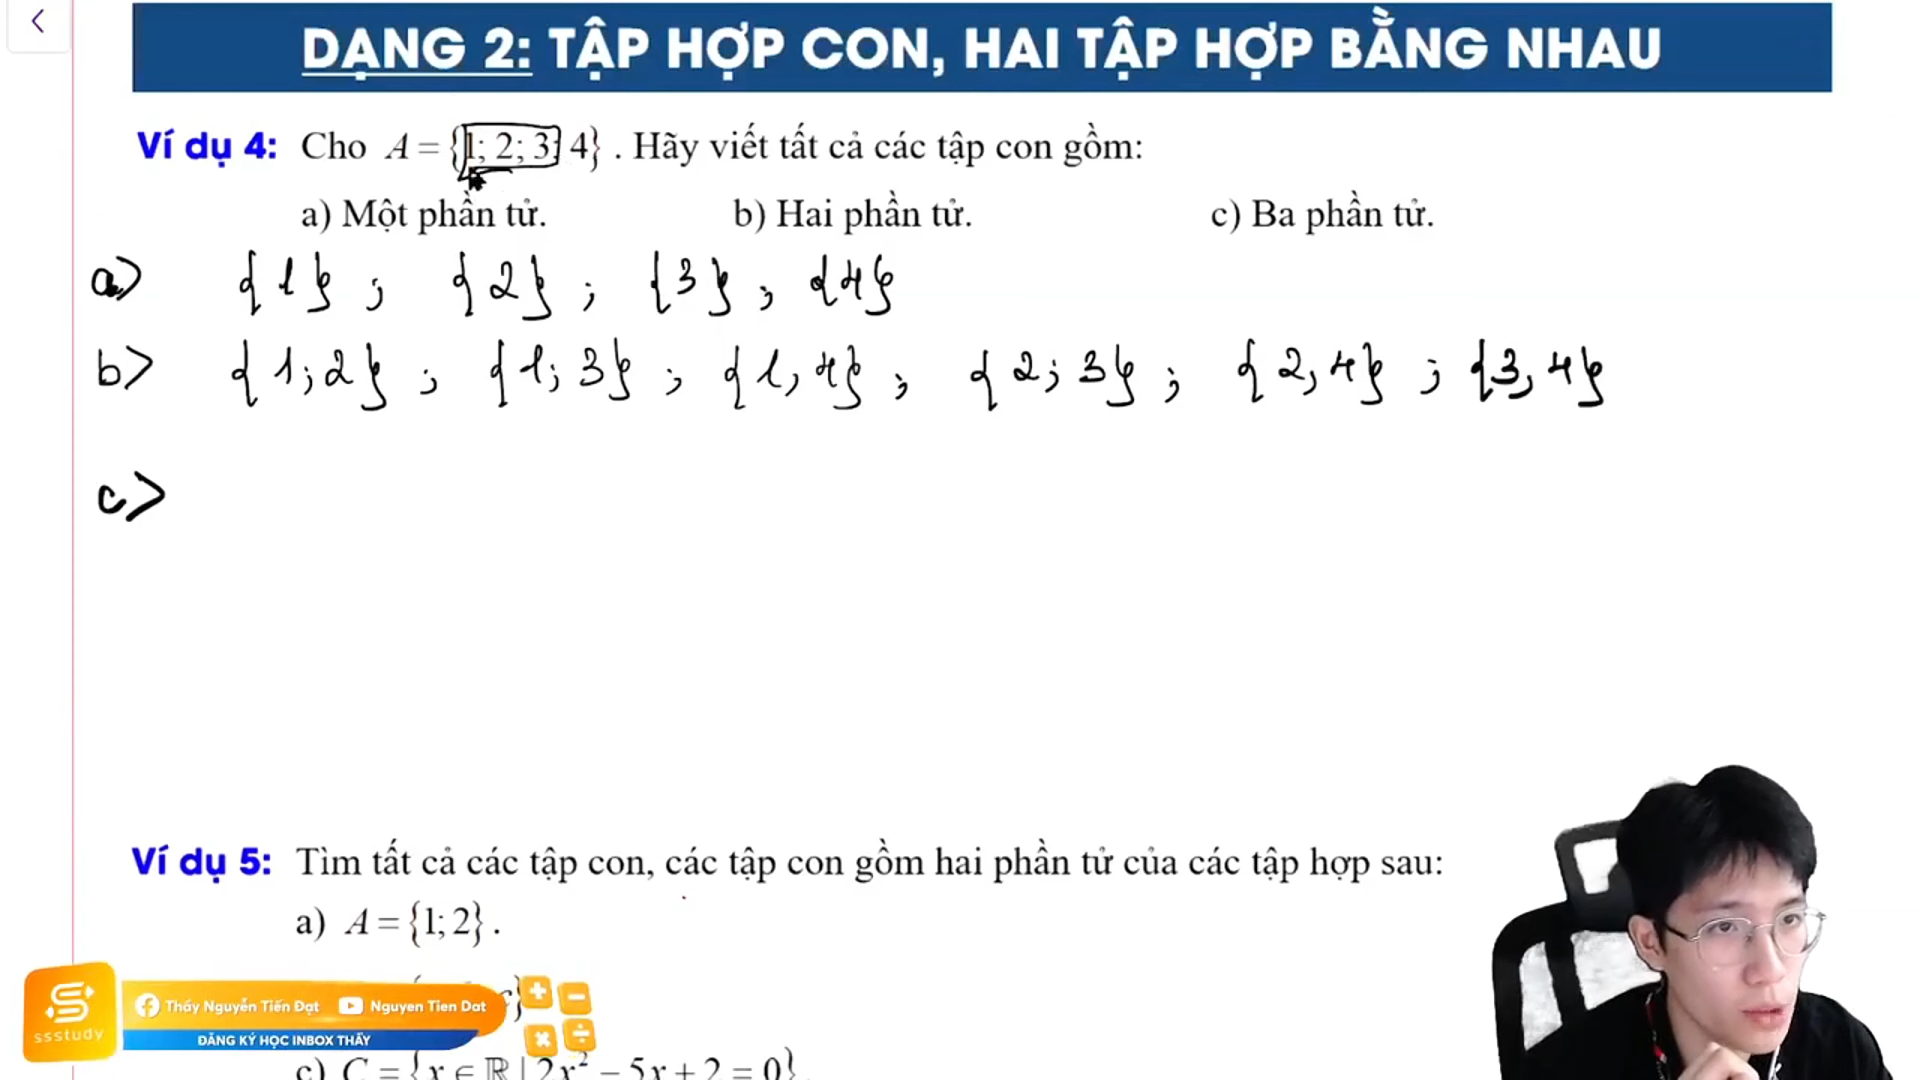 DẠNG 2: TẬP HỢP CON, HAI TẬP HỢP BẰNG NHAU
Ví dụ 4: Cho A = {1; 2; 3; 4} . Hãy viết tất cả các tập con gồm:
a) Một phần tử. b) Hai phần tử. c) Ba phần tử.
a) {1} ; {2} ; {3} ; {4}
b) {1;2} ; {1;3} ; {1,4} ; {2;3} ; {2,4} ; {3,4}
c)
Ví dụ 5: Tìm tất cả các tập con, các tập con gồm hai phần tử của các tập hợp sau:
a) A = {1; 2} .
c}
c) C = {x ∈ ℝ | 2x² − 5x + 2 = 0}.
ssstudy
Thầy Nguyễn Tiến Đạt Nguyen Tien Dat
ĐĂNG KÝ HỌC INBOX THẦY